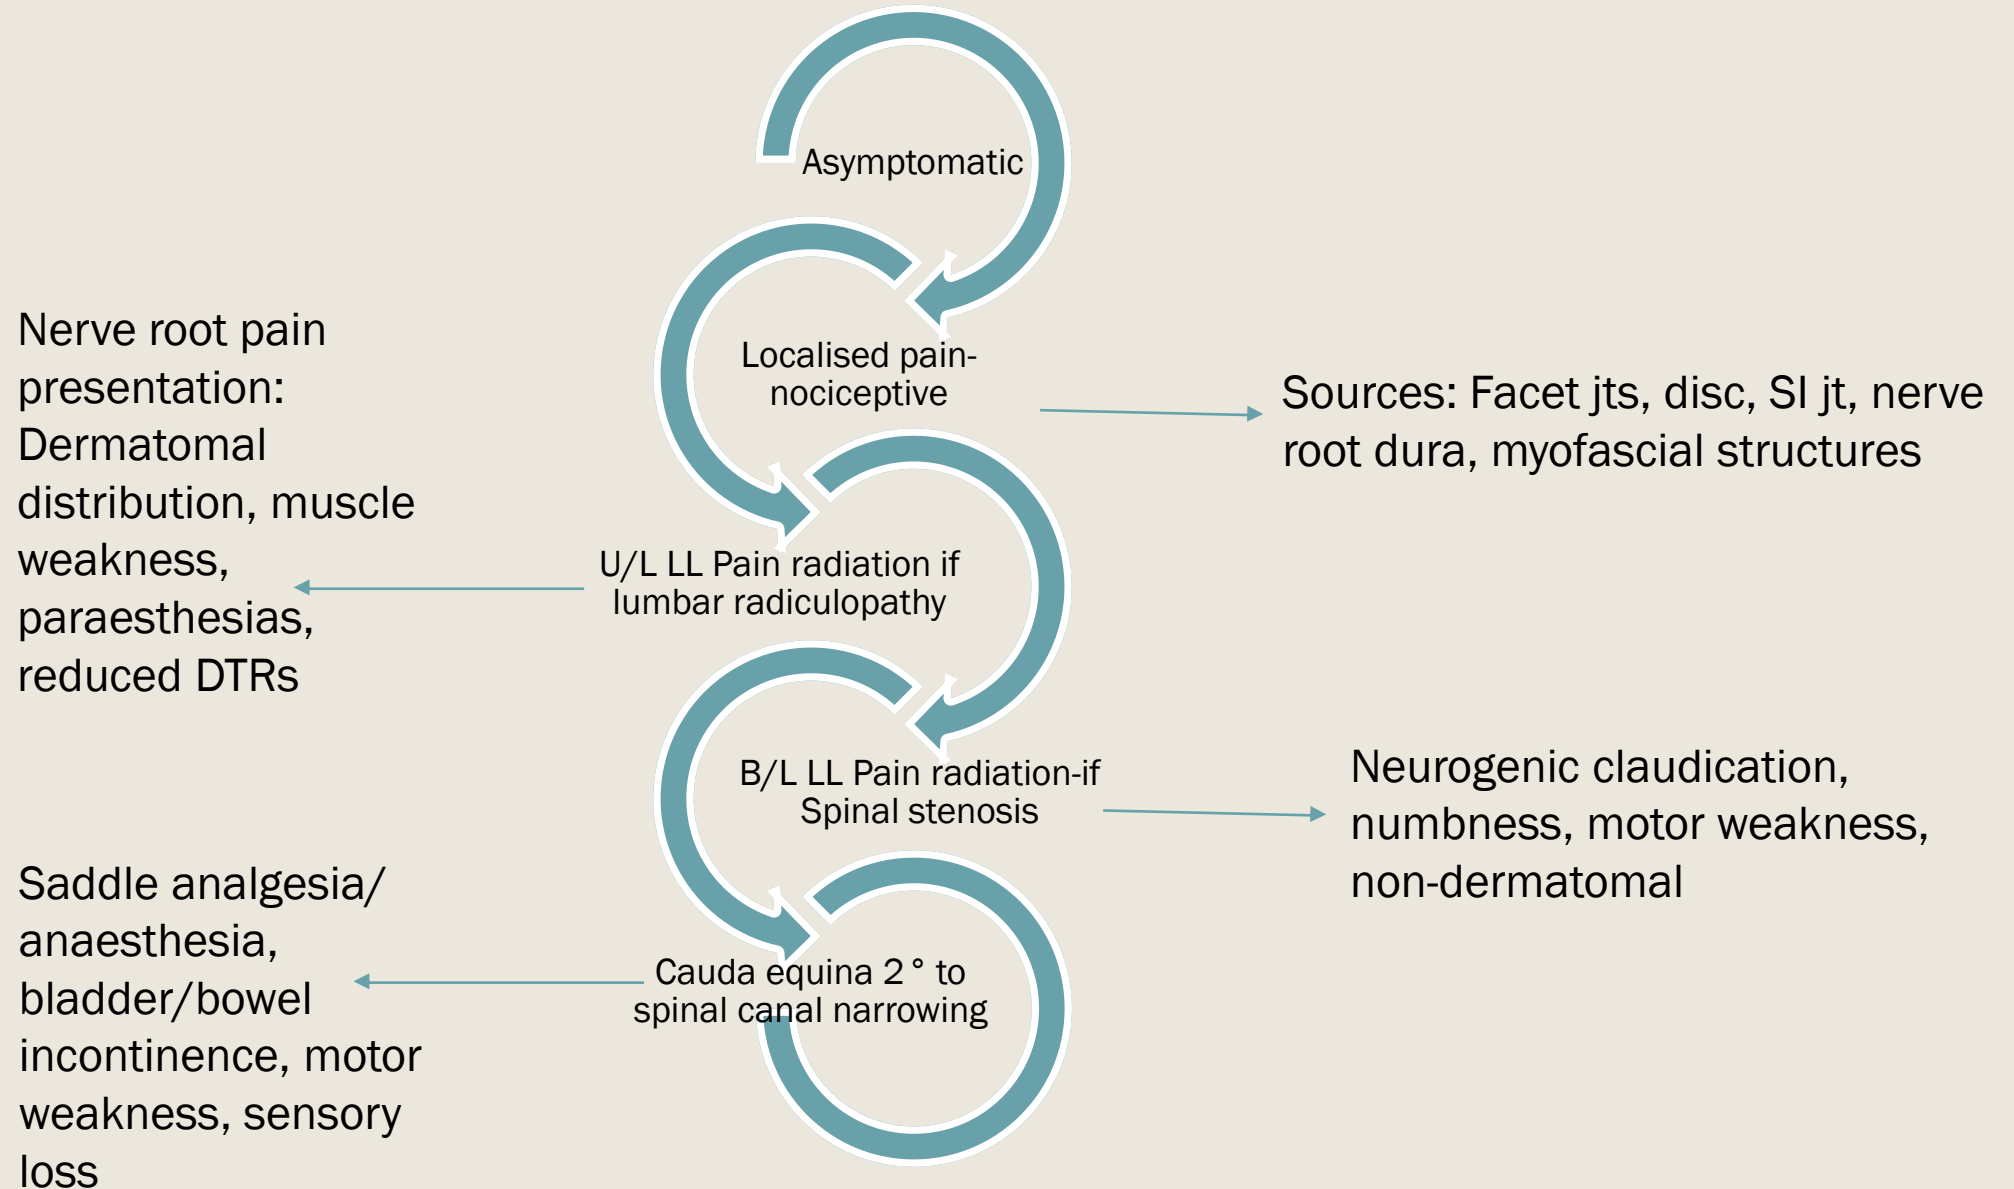 Asymptomatic
Localised pain-
nociceptive
Sources: Facet jts, disc, SI jt, nerve
root dura, myofascial structures
U/L LL Pain radiation if
lumbar radiculopathy
Nerve root pain
presentation:
Dermatomal
distribution, muscle
weakness,
paraesthesias,
reduced DTRs
B/L LL Pain radiation-if
Spinal stenosis
Neurogenic claudication,
numbness, motor weakness,
non-dermatomal
Cauda equina 2° to
spinal canal narrowing
Saddle analgesia/
anaesthesia,
bladder/bowel
incontinence, motor
weakness, sensory
loss